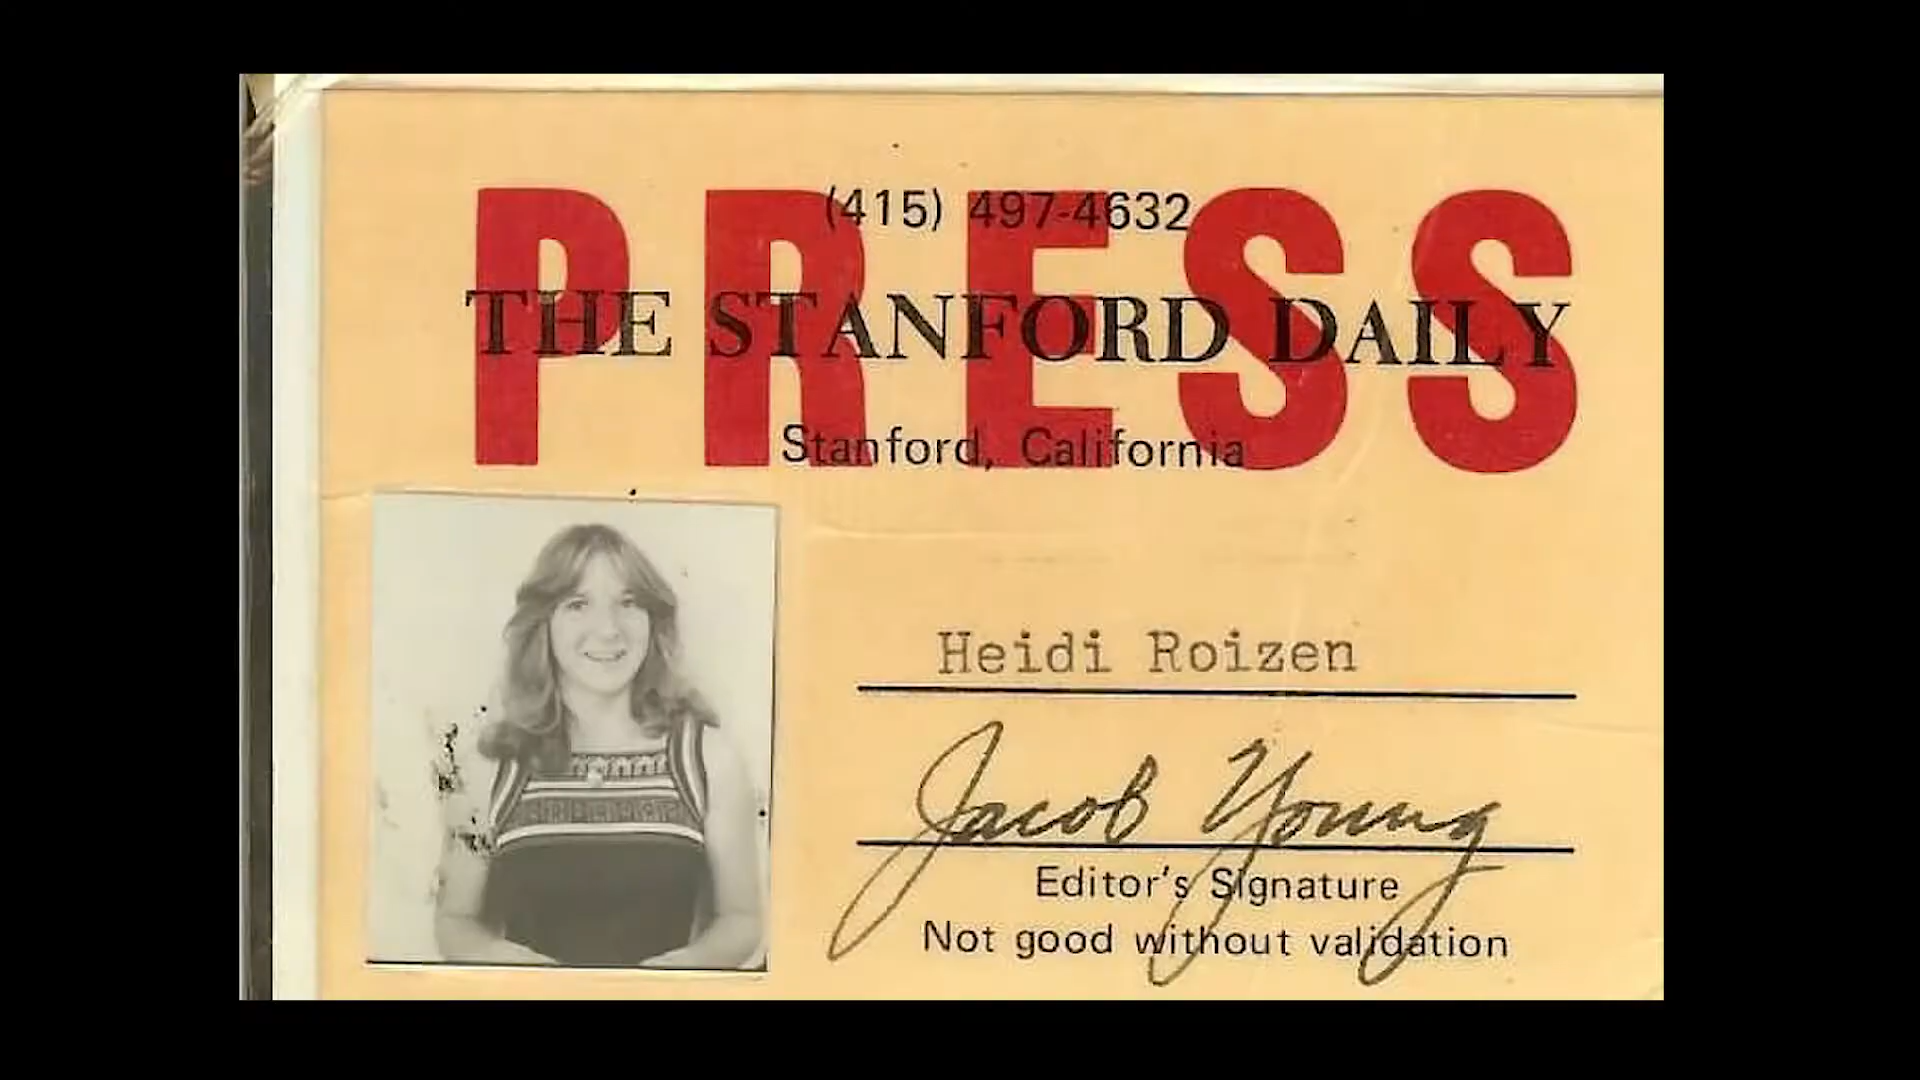 PRESS
(415) 497-4632
THE STANFORD DAILY
Stanford, California
Heidi Roizen
Jacob Young
Editor's SIgnature
Not good without validation